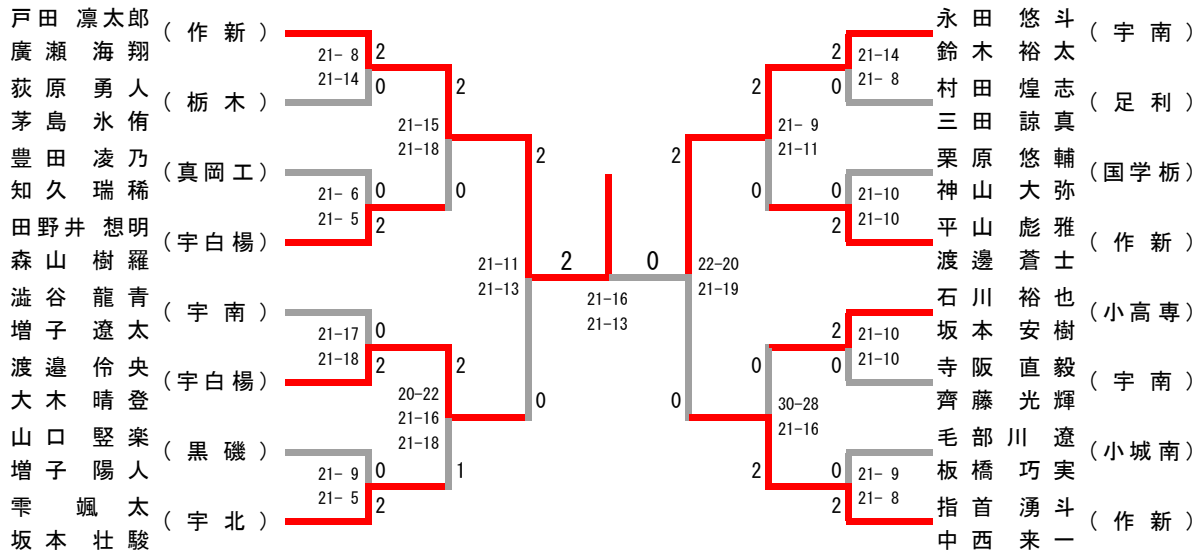 戸田 凛太郎
廣瀬 海翔
(作新)
荻原 勇人
茅島 氷侑
(栃木)
豊田 凌乃
知久 瑞稀
(真岡工)
田野井 想明
森山 樹羅
(宇白楊)
澁谷 龍青
増子 遼太
(宇南)
渡邉 伶央
大木 晴登
(宇白楊)
山口 竪楽
増子 陽人
(黒磯)
雫 颯太
坂本 壮駿
(宇北)
21- 8
21-14
2
0
21- 6
21- 5
0
2
21-17
21-18
0
2
21- 9
21- 5
0
2
21-15
21-18
2
0
20-22
21-16
21-18
2
1
21-11
21-13
2
0
2
0
21-16
21-13
22-20
21-19
2
0
21- 9
21-11
2
0
30-28
21-16
0
2
2
0
21-14
21- 8
0
2
21-10
21-10
2
0
21-10
21-10
0
2
21- 9
21- 8
永田 悠斗
鈴木 裕太
(宇南)
村田 煌志
三田 諒真
(足利)
栗原 悠輔
神山 大弥
(国学栃)
平山 彪雅
渡邊 蒼士
(作新)
石川 裕也
坂本 安樹
(小高専)
寺阪 直毅
齊藤 光輝
(宇南)
毛部川 遼
板橋 巧実
(小城南)
指首 湧斗
中西 来一
(作新)